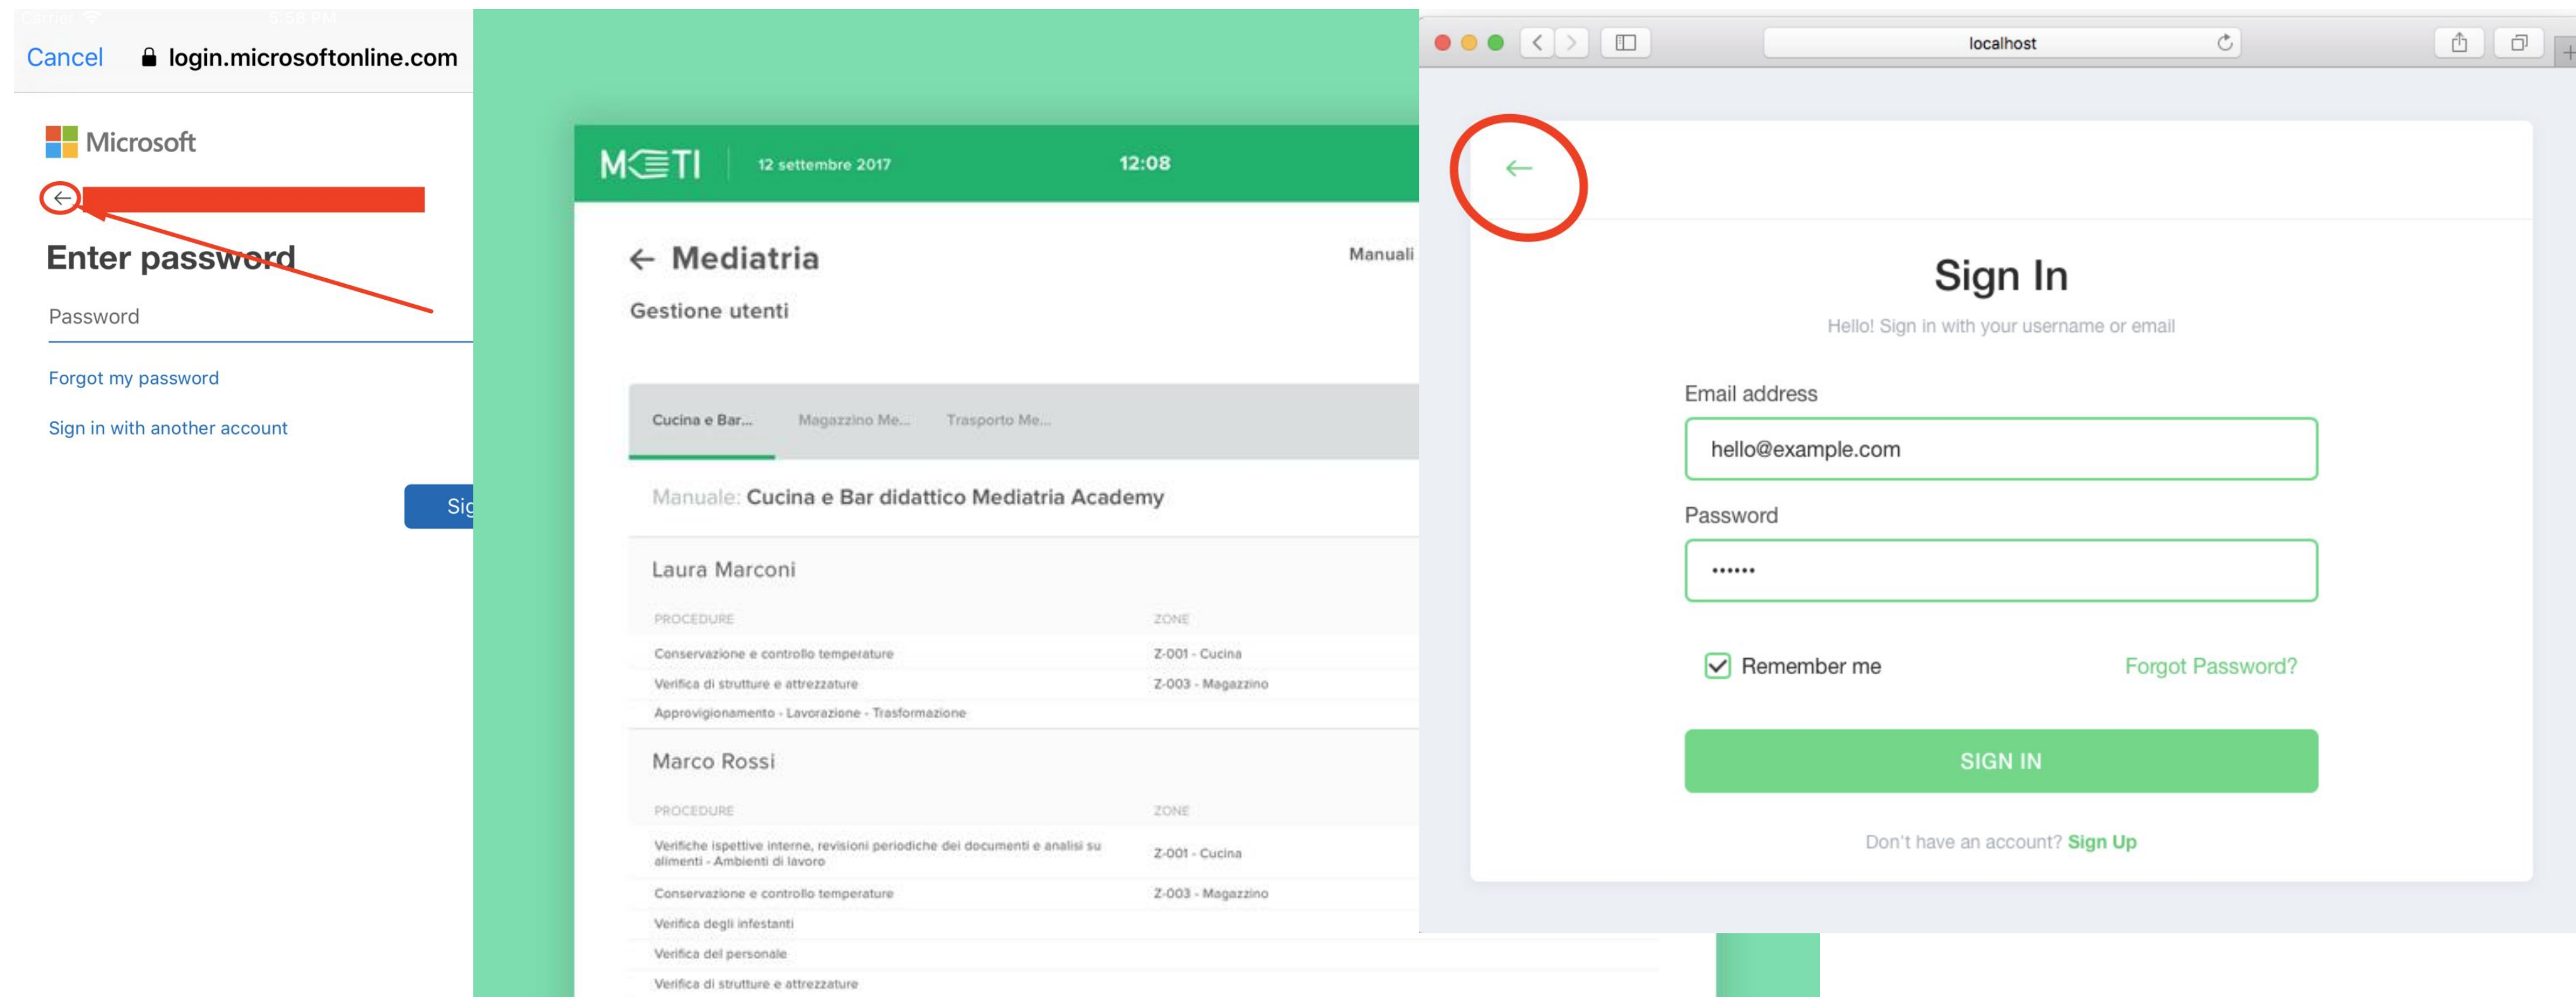 Cancel login.microsoftonline.com
Microsoft
Enter password
Password
Forgot my password
Sign in with another account
Sig
METI 12 settembre 2017 12:08
← Mediatria Manuali
Gestione utenti
Cucina e Bar... Magazzino Me... Trasporto Me...
Manuale: Cucina e Bar didattico Mediatria Academy
Laura Marconi
PROCEDURE ZONE
Conservazione e controllo temperature Z-001 - Cucina
Verifica di strutture e attrezzature Z-003 - Magazzino
Approvigionamento - Lavorazione - Trasformazione
Marco Rossi
PROCEDURE ZONE
Verifiche ispettive interne, revisioni periodiche dei documenti e analisi su
alimenti - Ambienti di lavoro Z-001 - Cucina
Conservazione e controllo temperature Z-003 - Magazzino
Verifica degli infestanti
Verifica del personale
Verifica di strutture e attrezzature
localhost
Sign In
Hello! Sign in with your username or email
Email address
hello@example.com
Password
••••••
Remember me Forgot Password?
SIGN IN
Don't have an account? Sign Up